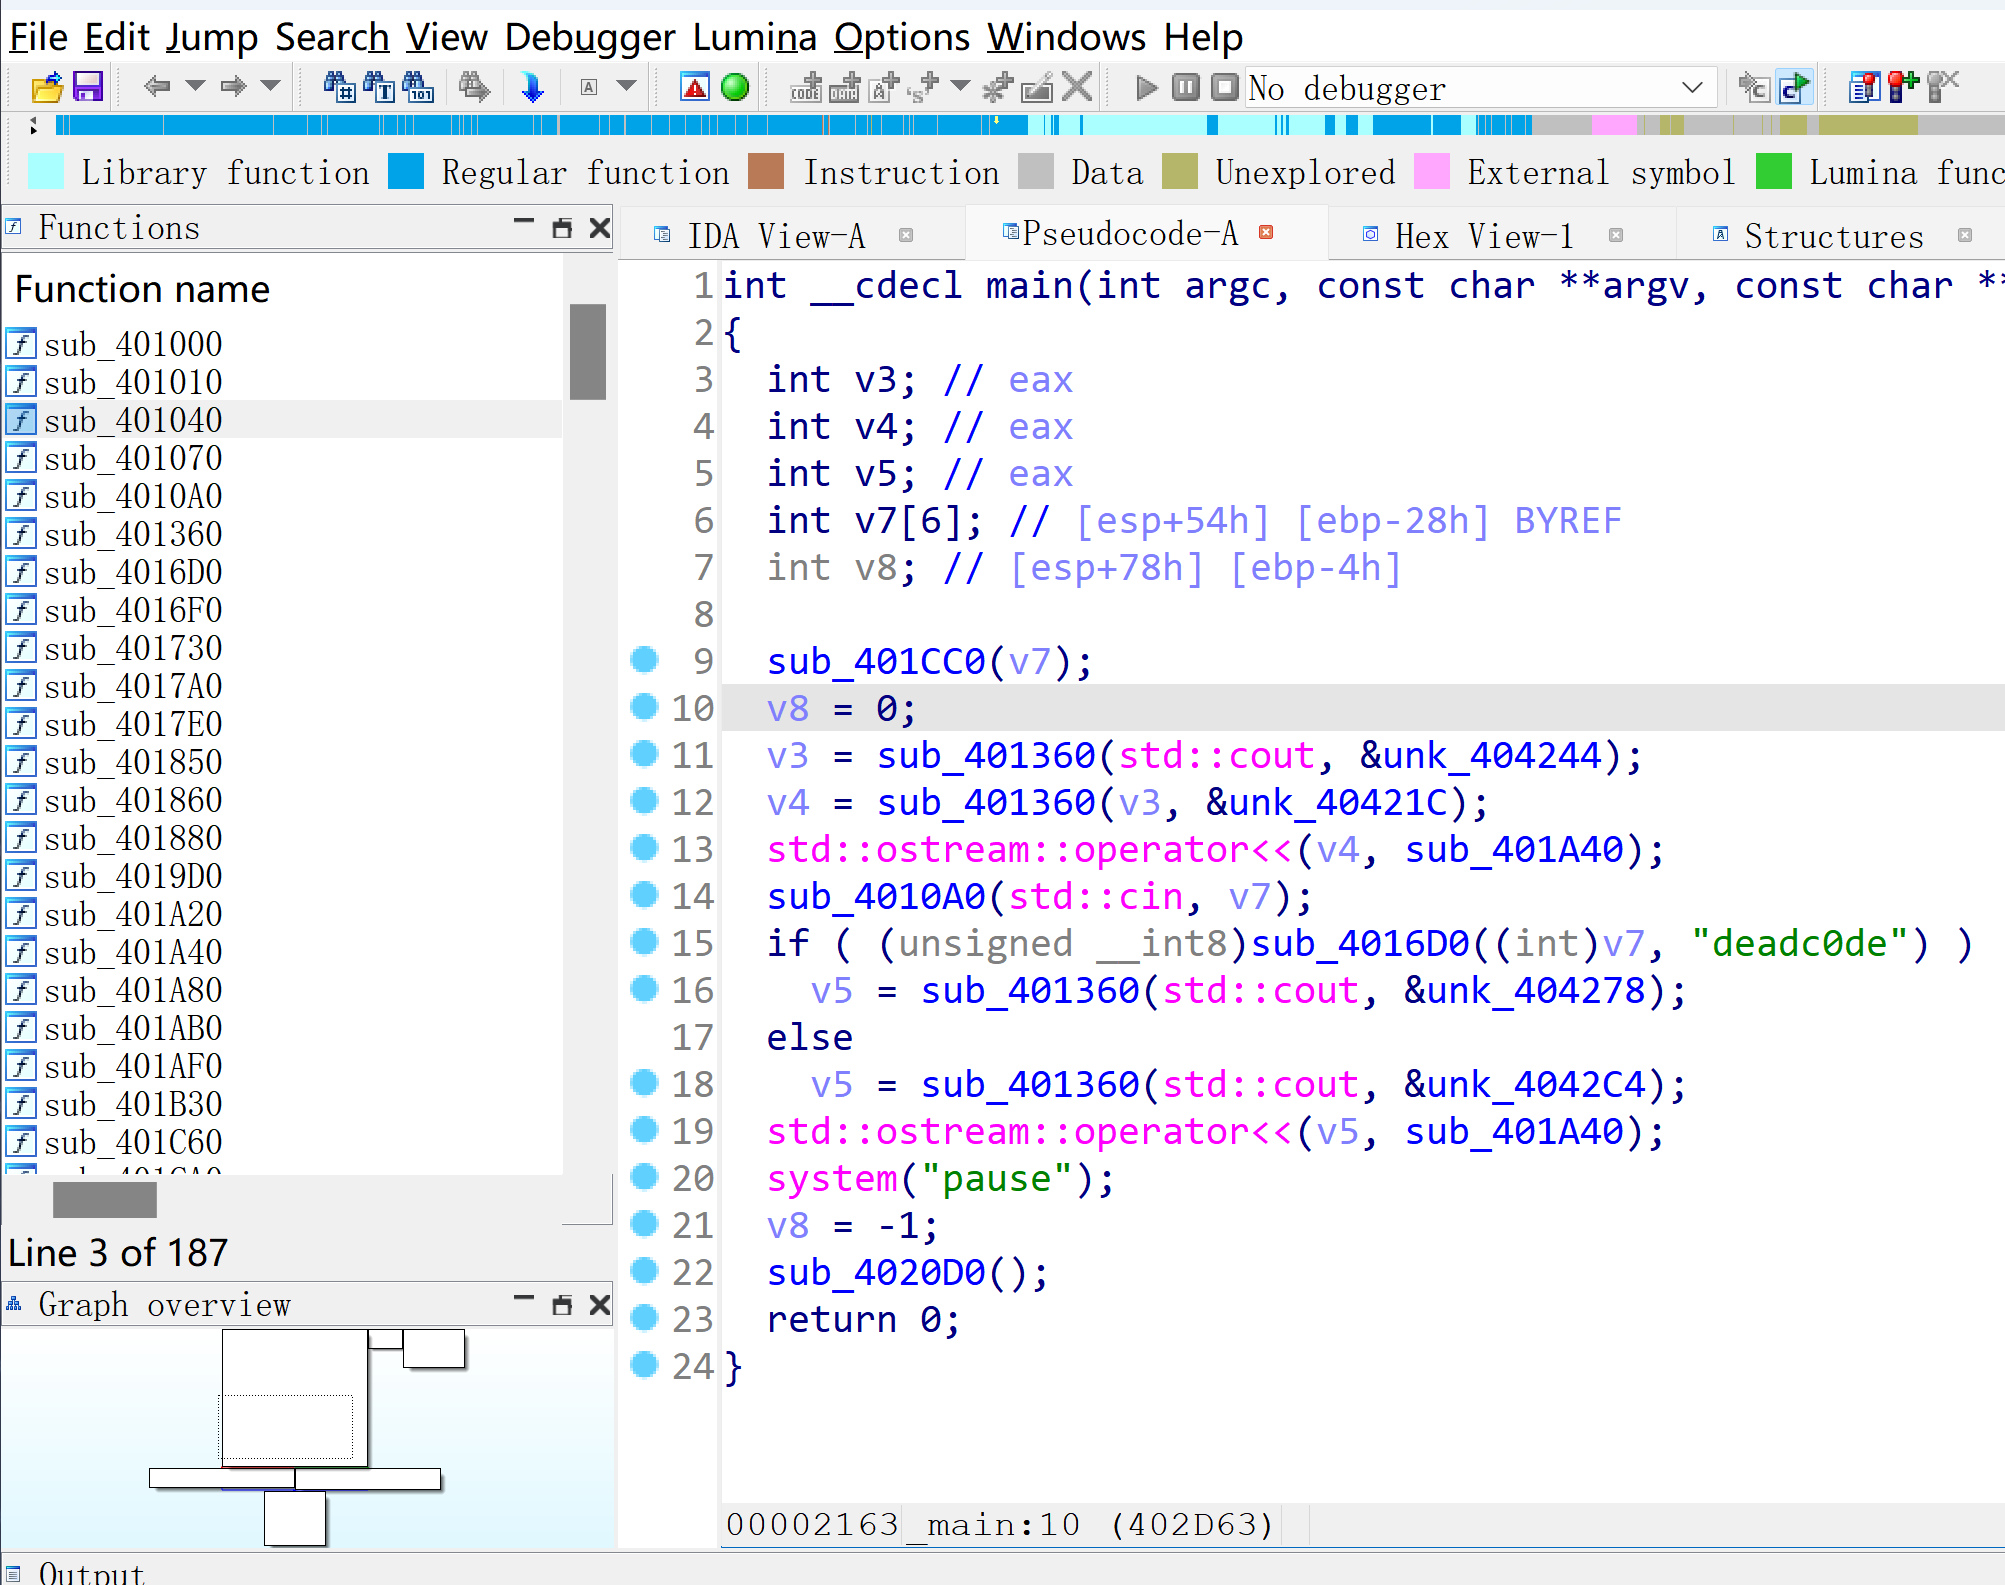 File Edit Jump Search View Debugger Lumina Options Windows Help
No debugger
Library function Regular function Instruction Data Unexplored External symbol Lumina func
Functions
Function name
sub_401000
sub_401010
sub_401040
sub_401070
sub_4010A0
sub_401360
sub_4016D0
sub_4016F0
sub_401730
sub_4017A0
sub_4017E0
sub_401850
sub_401860
sub_401880
sub_4019D0
sub_401A20
sub_401A40
sub_401A80
sub_401AB0
sub_401AF0
sub_401B30
sub_401C60
Line 3 of 187
Graph overview
IDA View-A Pseudocode-A Hex View-1 Structures
1 int __cdecl main(int argc, const char **argv, const char **
2 {
3 int v3; // eax
4 int v4; // eax
5 int v5; // eax
6 int v7[6]; // [esp+54h] [ebp-28h] BYREF
7 int v8; // [esp+78h] [ebp-4h]
8
9 sub_401CC0(v7);
10 v8 = 0;
11 v3 = sub_401360(std::cout, &unk_404244);
12 v4 = sub_401360(v3, &unk_40421C);
13 std::ostream::operator<<(v4, sub_401A40);
14 sub_4010A0(std::cin, v7);
15 if ( (unsigned __int8)sub_4016D0((int)v7, "deadc0de") )
16 v5 = sub_401360(std::cout, &unk_404278);
17 else
18 v5 = sub_401360(std::cout, &unk_4042C4);
19 std::ostream::operator<<(v5, sub_401A40);
20 system("pause");
21 v8 = -1;
22 sub_4020D0();
23 return 0;
24 }
00002163 _main:10 (402D63)
Output